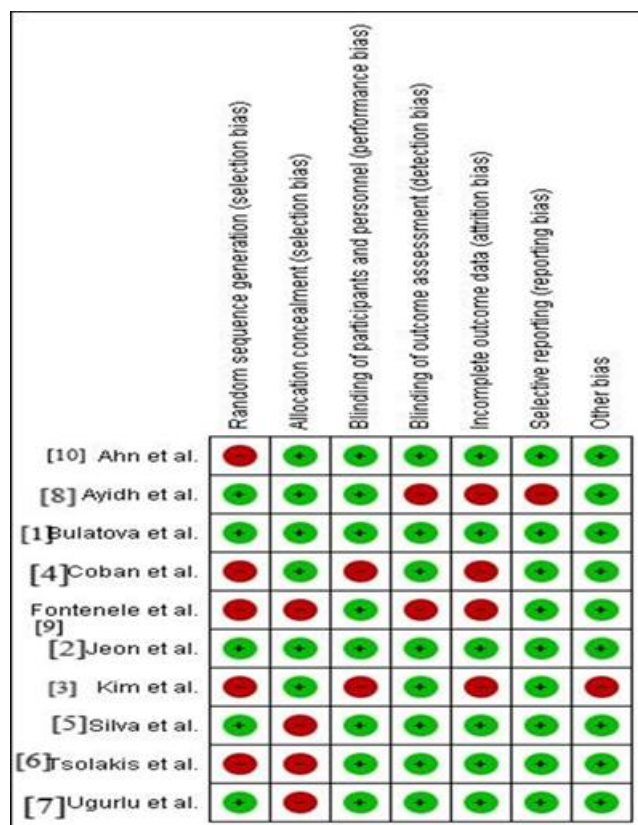 Random sequence generation (selection bias)
Allocation concealment (selection bias)
Blinding of participants and personnel (performance bias)
Blinding of outcome assessment (detection bias)
Incomplete outcome data (attrition bias)
Selective reporting (reporting bias)
Other bias
[10] Ahn et al. - + + + + + +
[8] Ayidh et al. + + + - - - +
[1] Bulatova et al. + + + + + + +
[4] Coban et al. - + - + - + +
Fontenele et al. - - + - - + +
[9]
[2] Jeon et al. + + + + + + +
[3] Kim et al. - + - + - + -
[5] Silva et al. + - + + + + +
[6] Tsolakis et al. - - + + + + +
[7] Ugurlu et al. + - + + + + +